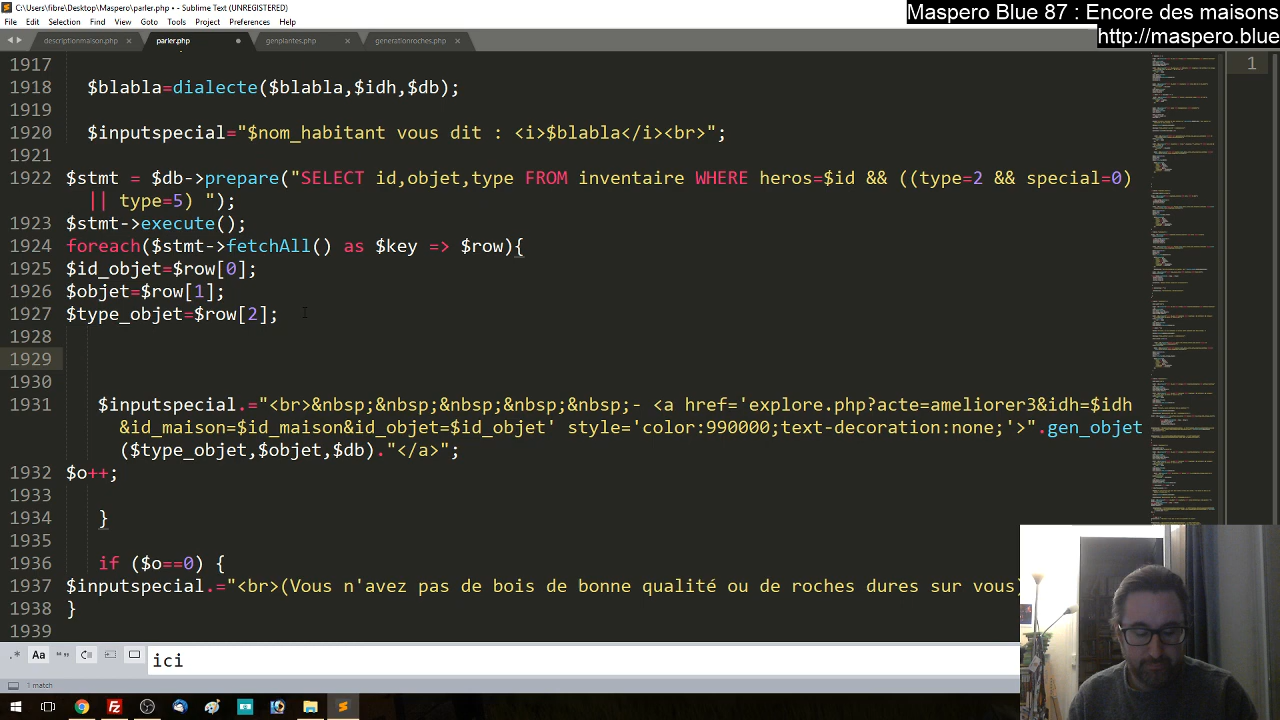 C:\Users\fibre\Desktop\Maspero\parler.php • - Sublime Text (UNREGISTERED)
Maspero Blue 87 : Encore des maisons
File Edit Selection Find View Goto Tools Project Preferences Help
http://maspero.blue
descriptionmaison.php × parler.php • genplantes.php × generationroches.php ×
1917
1918 $blabla=dialecte($blabla,$idh,$db);
1919
1920 $inputspecial="$nom_habitant vous dit : <i>$blabla</i><br>";
1921
1922 $stmt = $db->prepare("SELECT id,objet,type FROM inventaire WHERE heros=$id && ((type=2 && special=0)
|| type=5) ");
1923 $stmt->execute();
1924 foreach($stmt->fetchAll() as $key => $row){
1925 $id_objet=$row[0];
1926 $objet=$row[1];
1927 $type_objet=$row[2];
1928
1929
1930
1931 $inputspecial.="<br>&nbsp;&nbsp;&nbsp;&nbsp;&nbsp;- <a href='explore.php?acte=ameliorer3&idh=$idh
&id_maison=$id_maison&id_objet=$id_objet' style='color:990000;text-decoration:none;'>".gen_objet
($type_objet,$objet,$db)."</a>";
1932 $o++;
1933
1934 }
1935
1936 if ($o==0) {
1937 $inputspecial.="<br>(Vous n'avez pas de bois de bonne qualité ou de roches dures sur vous)
1938 }
1939
1
.* Aa “” ici
1 match